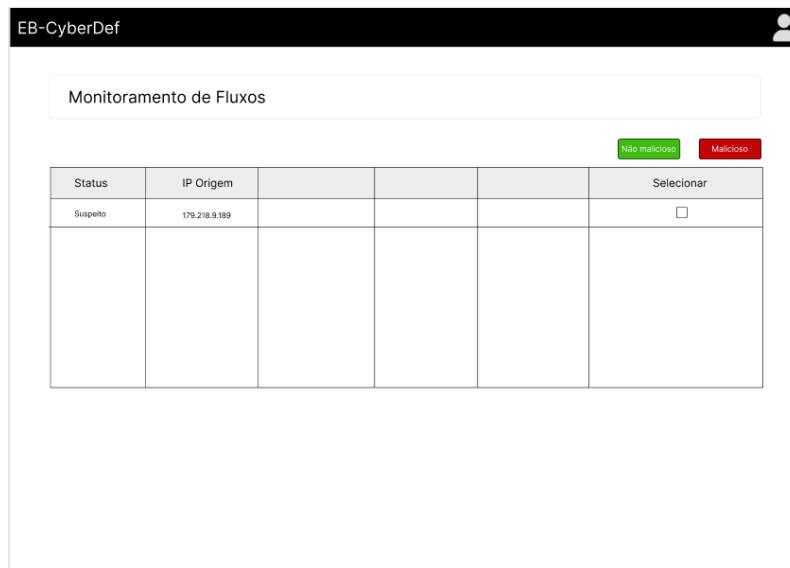 EB-CyberDef
Monitoramento de Fluxos
Não malicioso Malicioso
Status IP Origem Selecionar
Suspeito 179.218.9.189